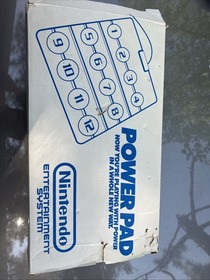 1 2 3 4
5 6 7 8
9 10 11 12
POWER PAD
NOW YOU'RE PLAYING WITH POWER
IN A WHOLE NEW WAY.
Nintendo
ENTERTAINMENT
SYSTEM